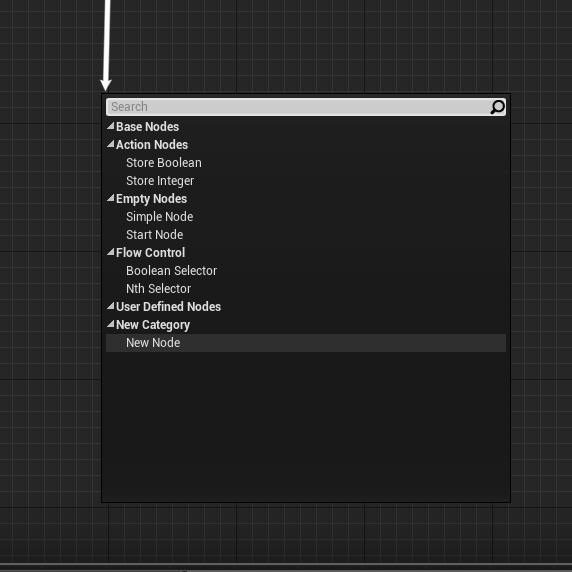 Search
Base Nodes
Action Nodes
Store Boolean
Store Integer
Empty Nodes
Simple Node
Start Node
Flow Control
Boolean Selector
Nth Selector
User Defined Nodes
New Category
New Node